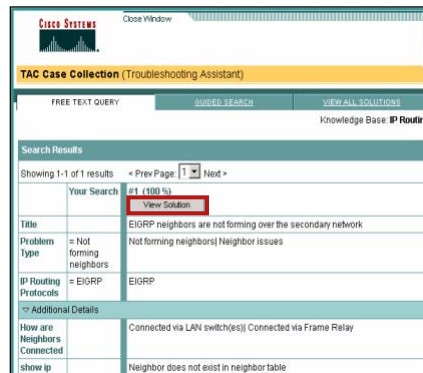 CISCO SYSTEMS
Close Window
TAC Case Collection (Troubleshooting Assistant)
FREE TEXT QUERY GUIDED SEARCH VIEW ALL SOLUTIONS
Knowledge Base: IP Routin
Search Results
Showing 1-1 of 1 results < Prev Page: 1 Next >
Your Search #1 (100 %)
View Solution
Title EIGRP neighbors are not forming over the secondary network
Problem Type = Not forming neighbors Not forming neighbors| Neighbor issues
IP Routing Protocols = EIGRP EIGRP
Additional Details
How are Neighbors Connected Connected via LAN switch(es)| Connected via Frame Relay
show ip Neighbor does not exist in neighbor table